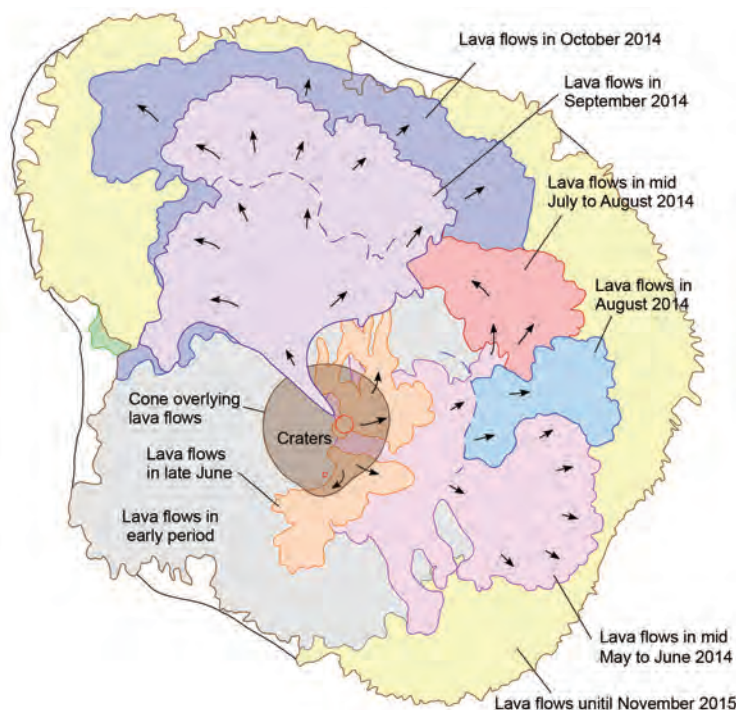 Lava flows in October 2014
Lava flows in
September 2014
Lava flows in mid
July to August 2014
Lava flows in
August 2014
Cone overlying
lava flows
Craters
Lava flows
in late June
Lava flows in
early period
Lava flows in mid
May to June 2014
Lava flows unitil November 2015